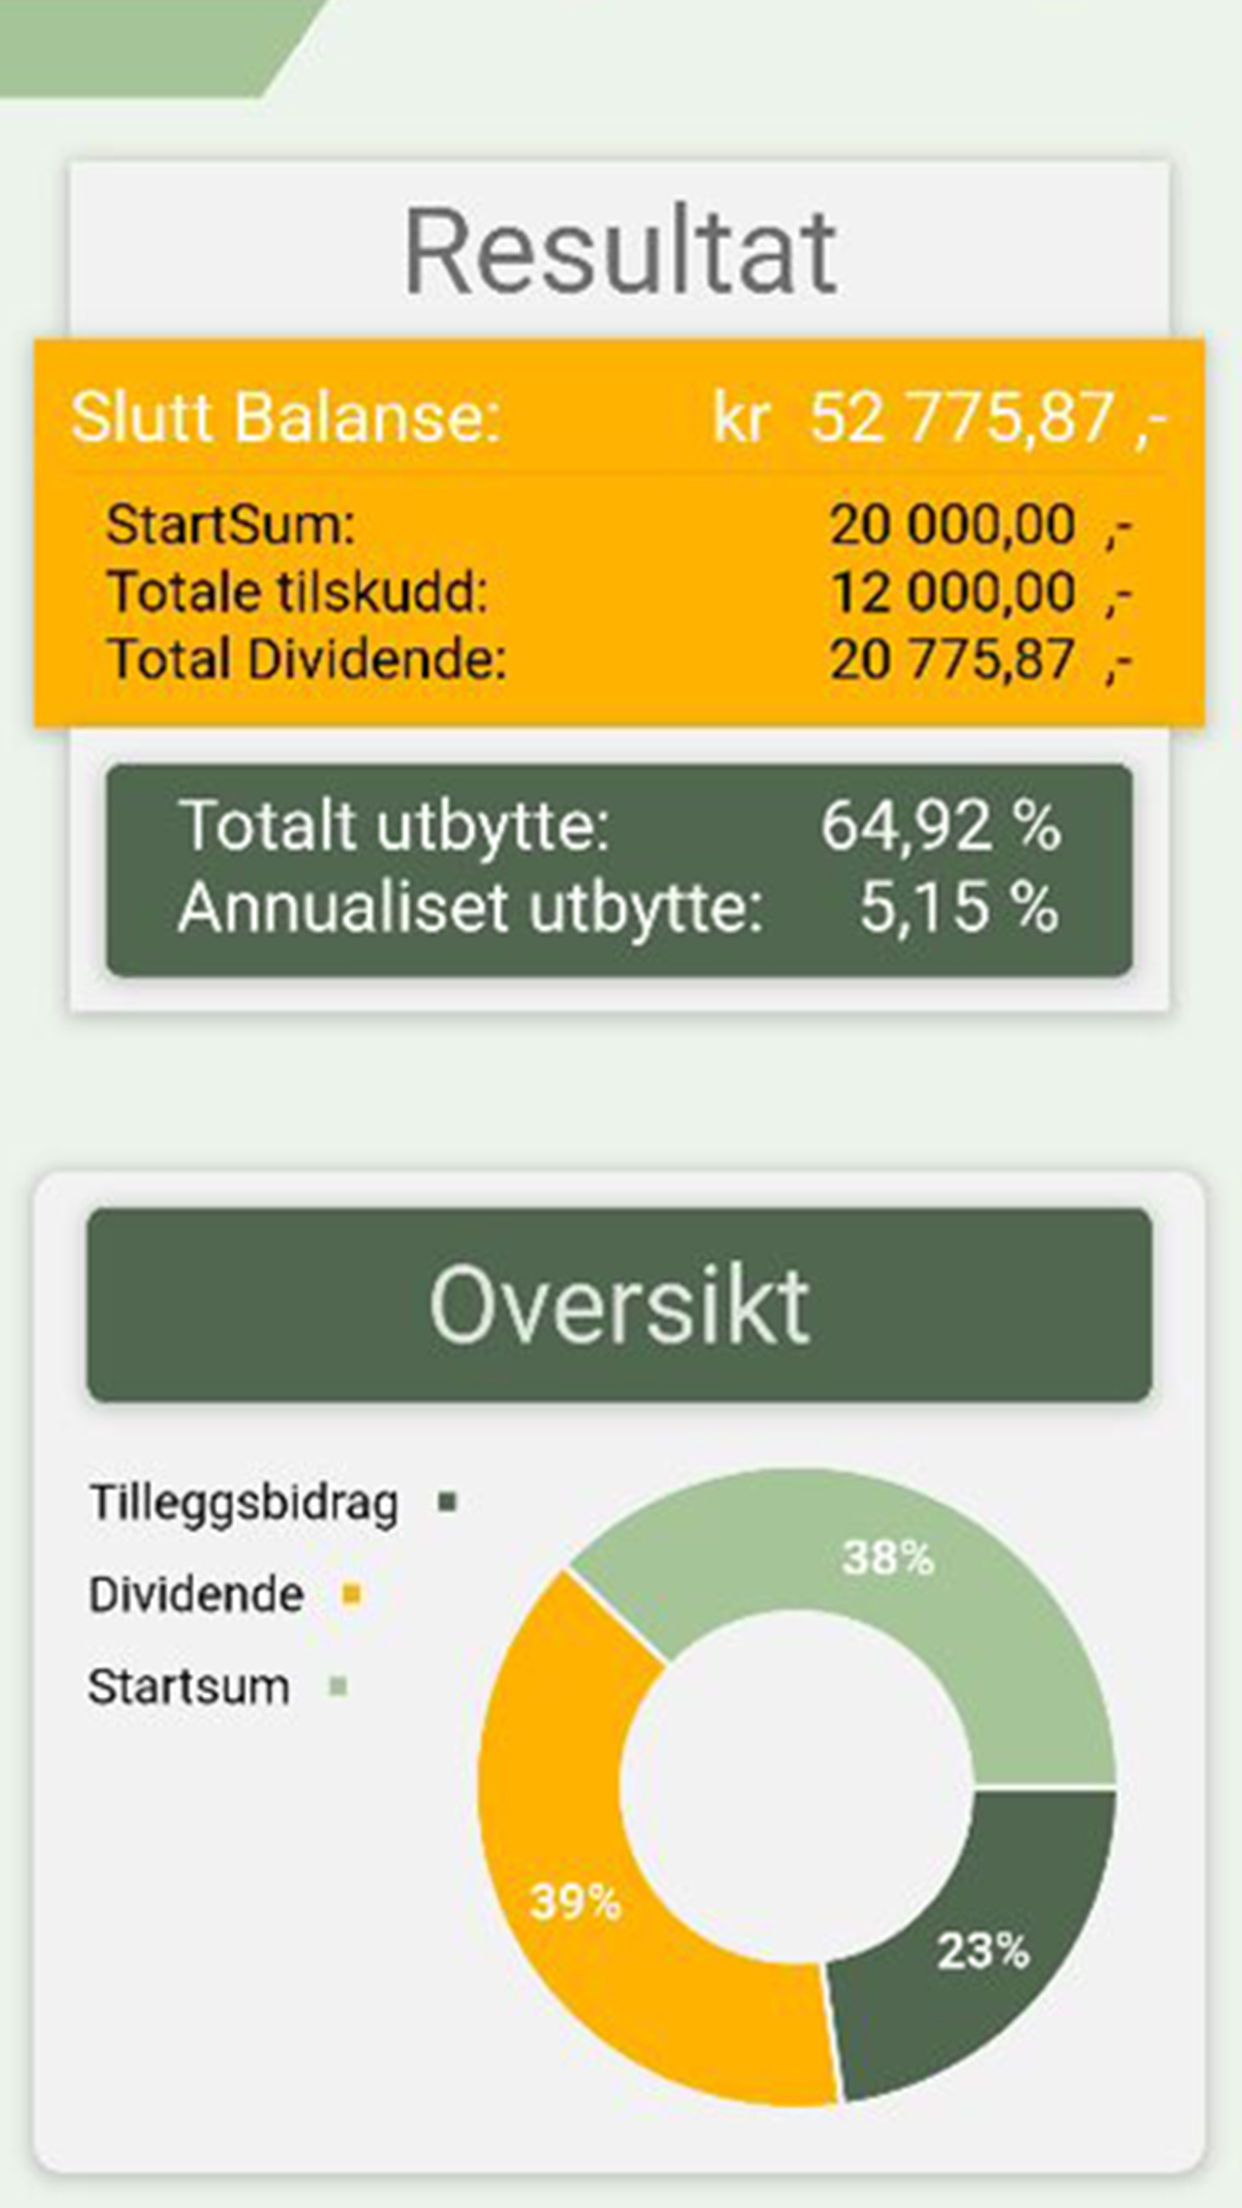 Resultat
Slutt Balanse: kr 52 775,87 ,-
StartSum: 20 000,00 ,-
Totale tilskudd: 12 000,00 ,-
Total Dividende: 20 775,87 ,-
Totalt utbytte: 64,92 %
Annualiset utbytte: 5,15 %
Oversikt
Tilleggsbidrag
Dividende
Startsum
38%
39%
23%